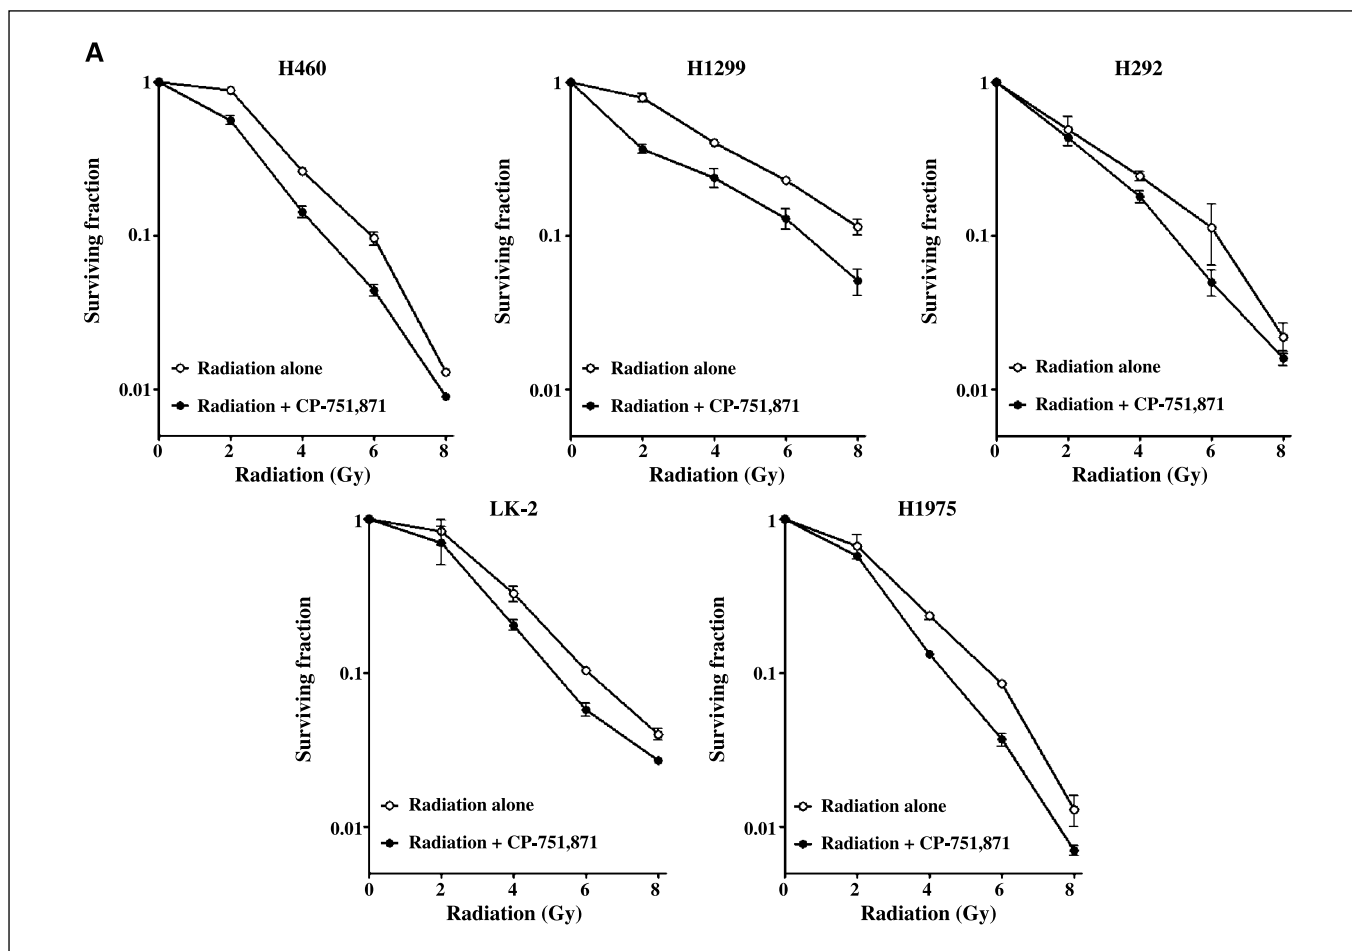 A
H460
1
0.1
0.01
Surviving fraction
Radiation alone
Radiation + CP-751,871
0 2 4 6 8
Radiation (Gy)
H1299
1
0.1
0.01
Surviving fraction
Radiation alone
Radiation + CP-751,871
0 2 4 6 8
Radiation (Gy)
H292
1
0.1
0.01
Surviving fraction
Radiation alone
Radiation + CP-751,871
0 2 4 6 8
Radiation (Gy)
LK-2
1
0.1
0.01
Surviving fraction
Radiation alone
Radiation + CP-751,871
0 2 4 6 8
Radiation (Gy)
H1975
1
0.1
0.01
Surviving fraction
Radiation alone
Radiation + CP-751,871
0 2 4 6 8
Radiation (Gy)